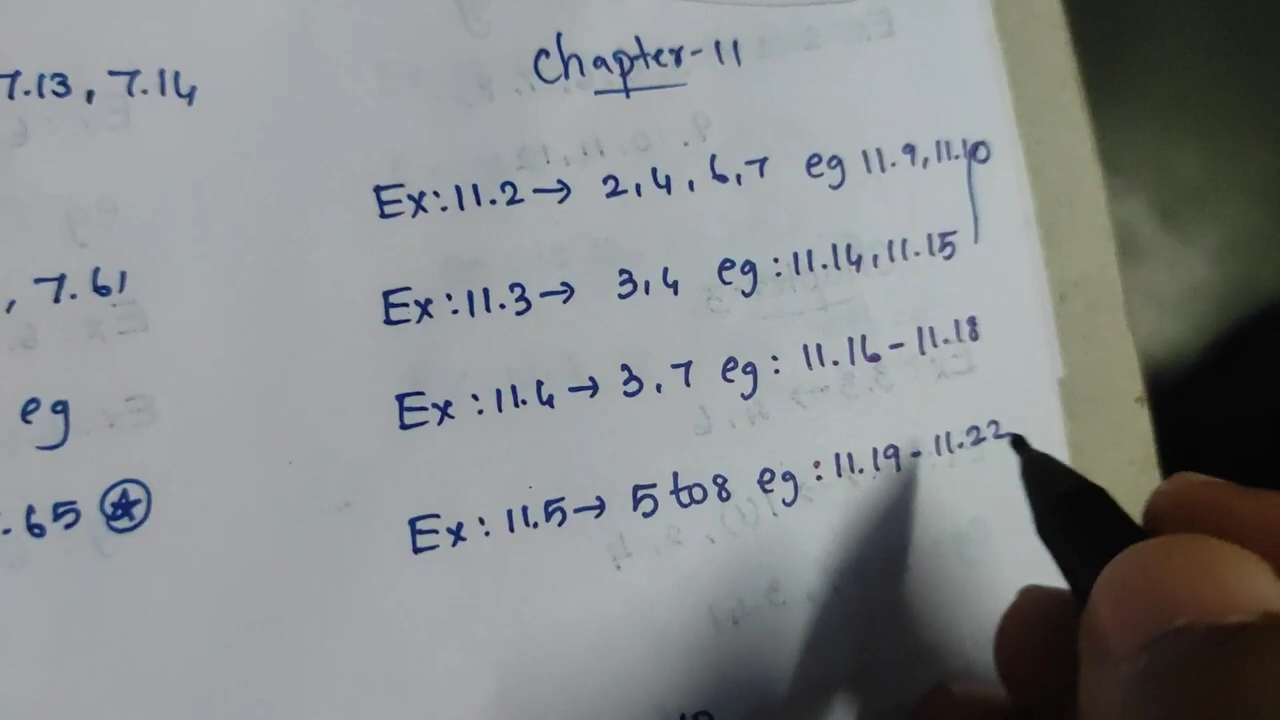 7.13, 7.14
, 7.61
eg
.65
Chapter-11
Ex:11.2→ 2,4,6,7 eg 11.9,11.10
Ex:11.3→ 3,4 eg:11.14,11.15
Ex:11.4→ 3,7 eg: 11.16-11.18
Ex:11.5→ 5 to 8 eg:11.19-11.22